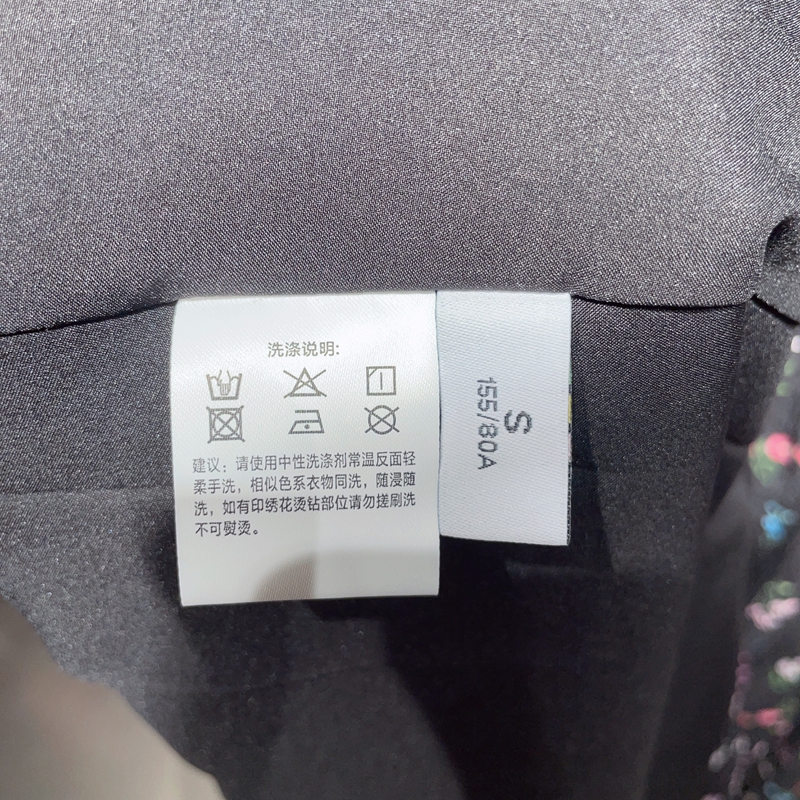 洗涤说明:
建议：请使用中性洗涤剂常温反面轻
柔手洗，相似色系衣物同洗，随浸随
洗，如有印绣花烫钻部位请勿搓刷洗
不可熨烫。
S
155/80A